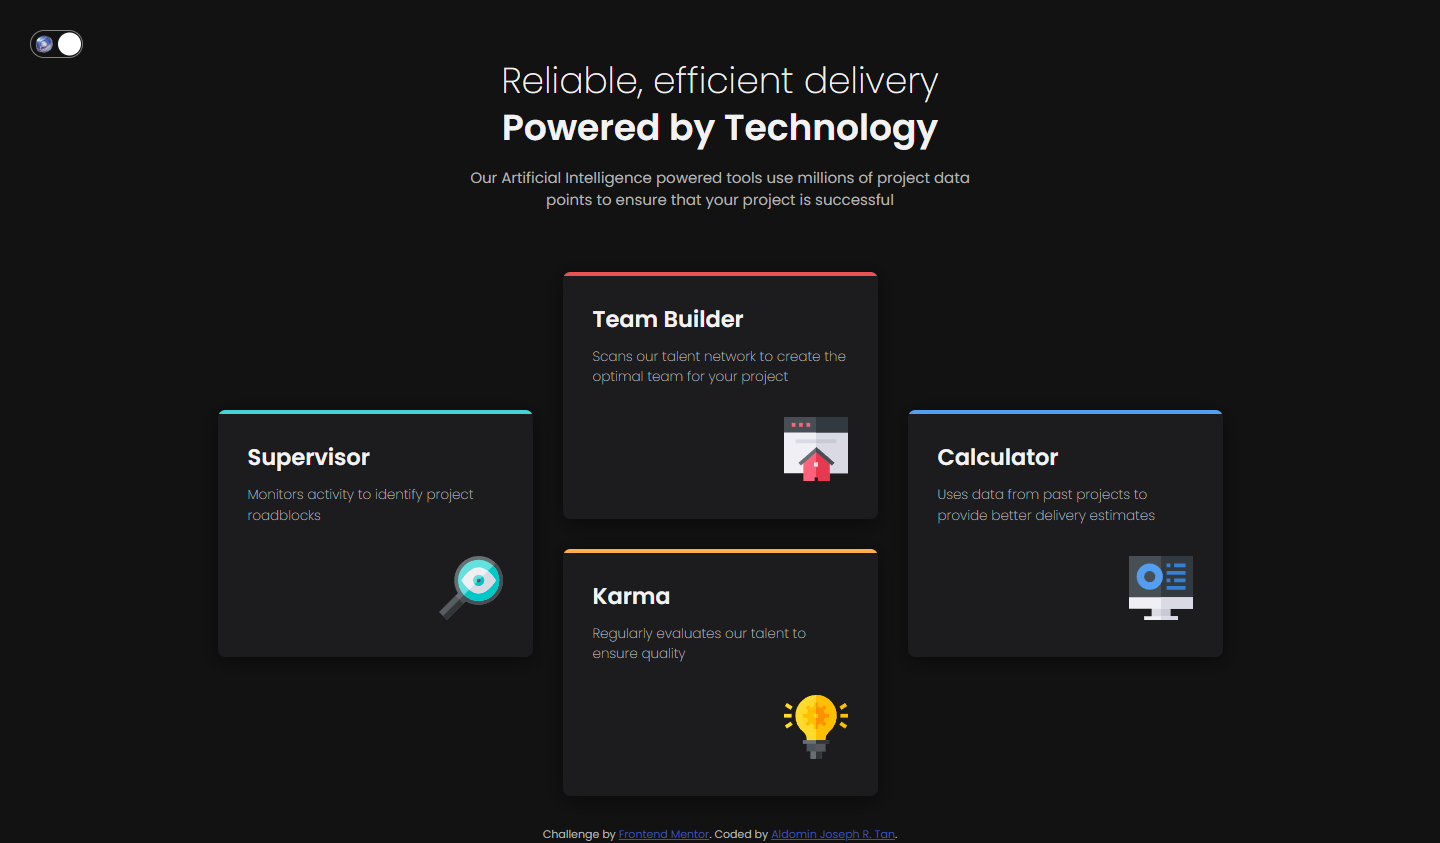 Reliable, efficient delivery
Powered by Technology
Our Artificial Intelligence powered tools use millions of project data
points to ensure that your project is successful
Team Builder
Scans our talent network to create the
optimal team for your project
Supervisor
Monitors activity to identify project
roadblocks
Calculator
Uses data from past projects to
provide better delivery estimates
Karma
Regularly evaluates our talent to
ensure quality
Challenge by Frontend Mentor. Coded by Aldomin Joseph R. Tan.